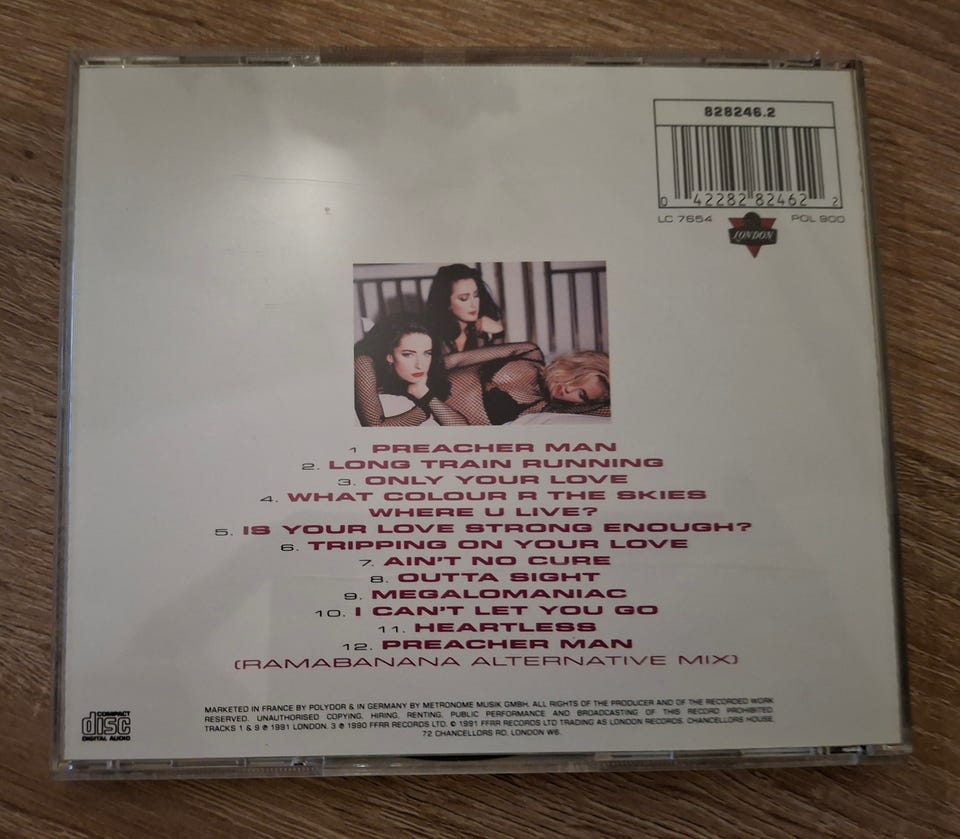 828246.2
0 42282 82462 2
LC 7654 POL 900
LONDON
1 PREACHER MAN
2. LONG TRAIN RUNNING
3. ONLY YOUR LOVE
4. WHAT COLOUR R THE SKIES
WHERE U LIVE?
5. IS YOUR LOVE STRONG ENOUGH?
6. TRIPPING ON YOUR LOVE
7. AIN'T NO CURE
8. OUTTA SIGHT
9. MEGALOMANIAC
10. I CAN'T LET YOU GO
11. HEARTLESS
12. PREACHER MAN
(RAMABANANA ALTERNATIVE MIX)
COMPACT
disc
DIGITAL AUDIO
MARKETED IN FRANCE BY POLYDOR & IN GERMANY BY METRONOME MUSIK GMBH. ALL RIGHTS OF THE PRODUCER AND OF THE RECORDED WORK
RESERVED. UNAUTHORISED COPYING, HIRING, RENTING, PUBLIC PERFORMANCE AND BROADCASTING OF THIS RECORD PROHIBITED.
TRACKS 1 & 9 ℗ 1991 LONDON. 3 ℗ 1990 FFRR RECORDS LTD. © 1991 FFRR RECORDS LTD TRADING AS LONDON RECORDS. CHANCELLORS HOUSE,
72 CHANCELLORS RD, LONDON W6.